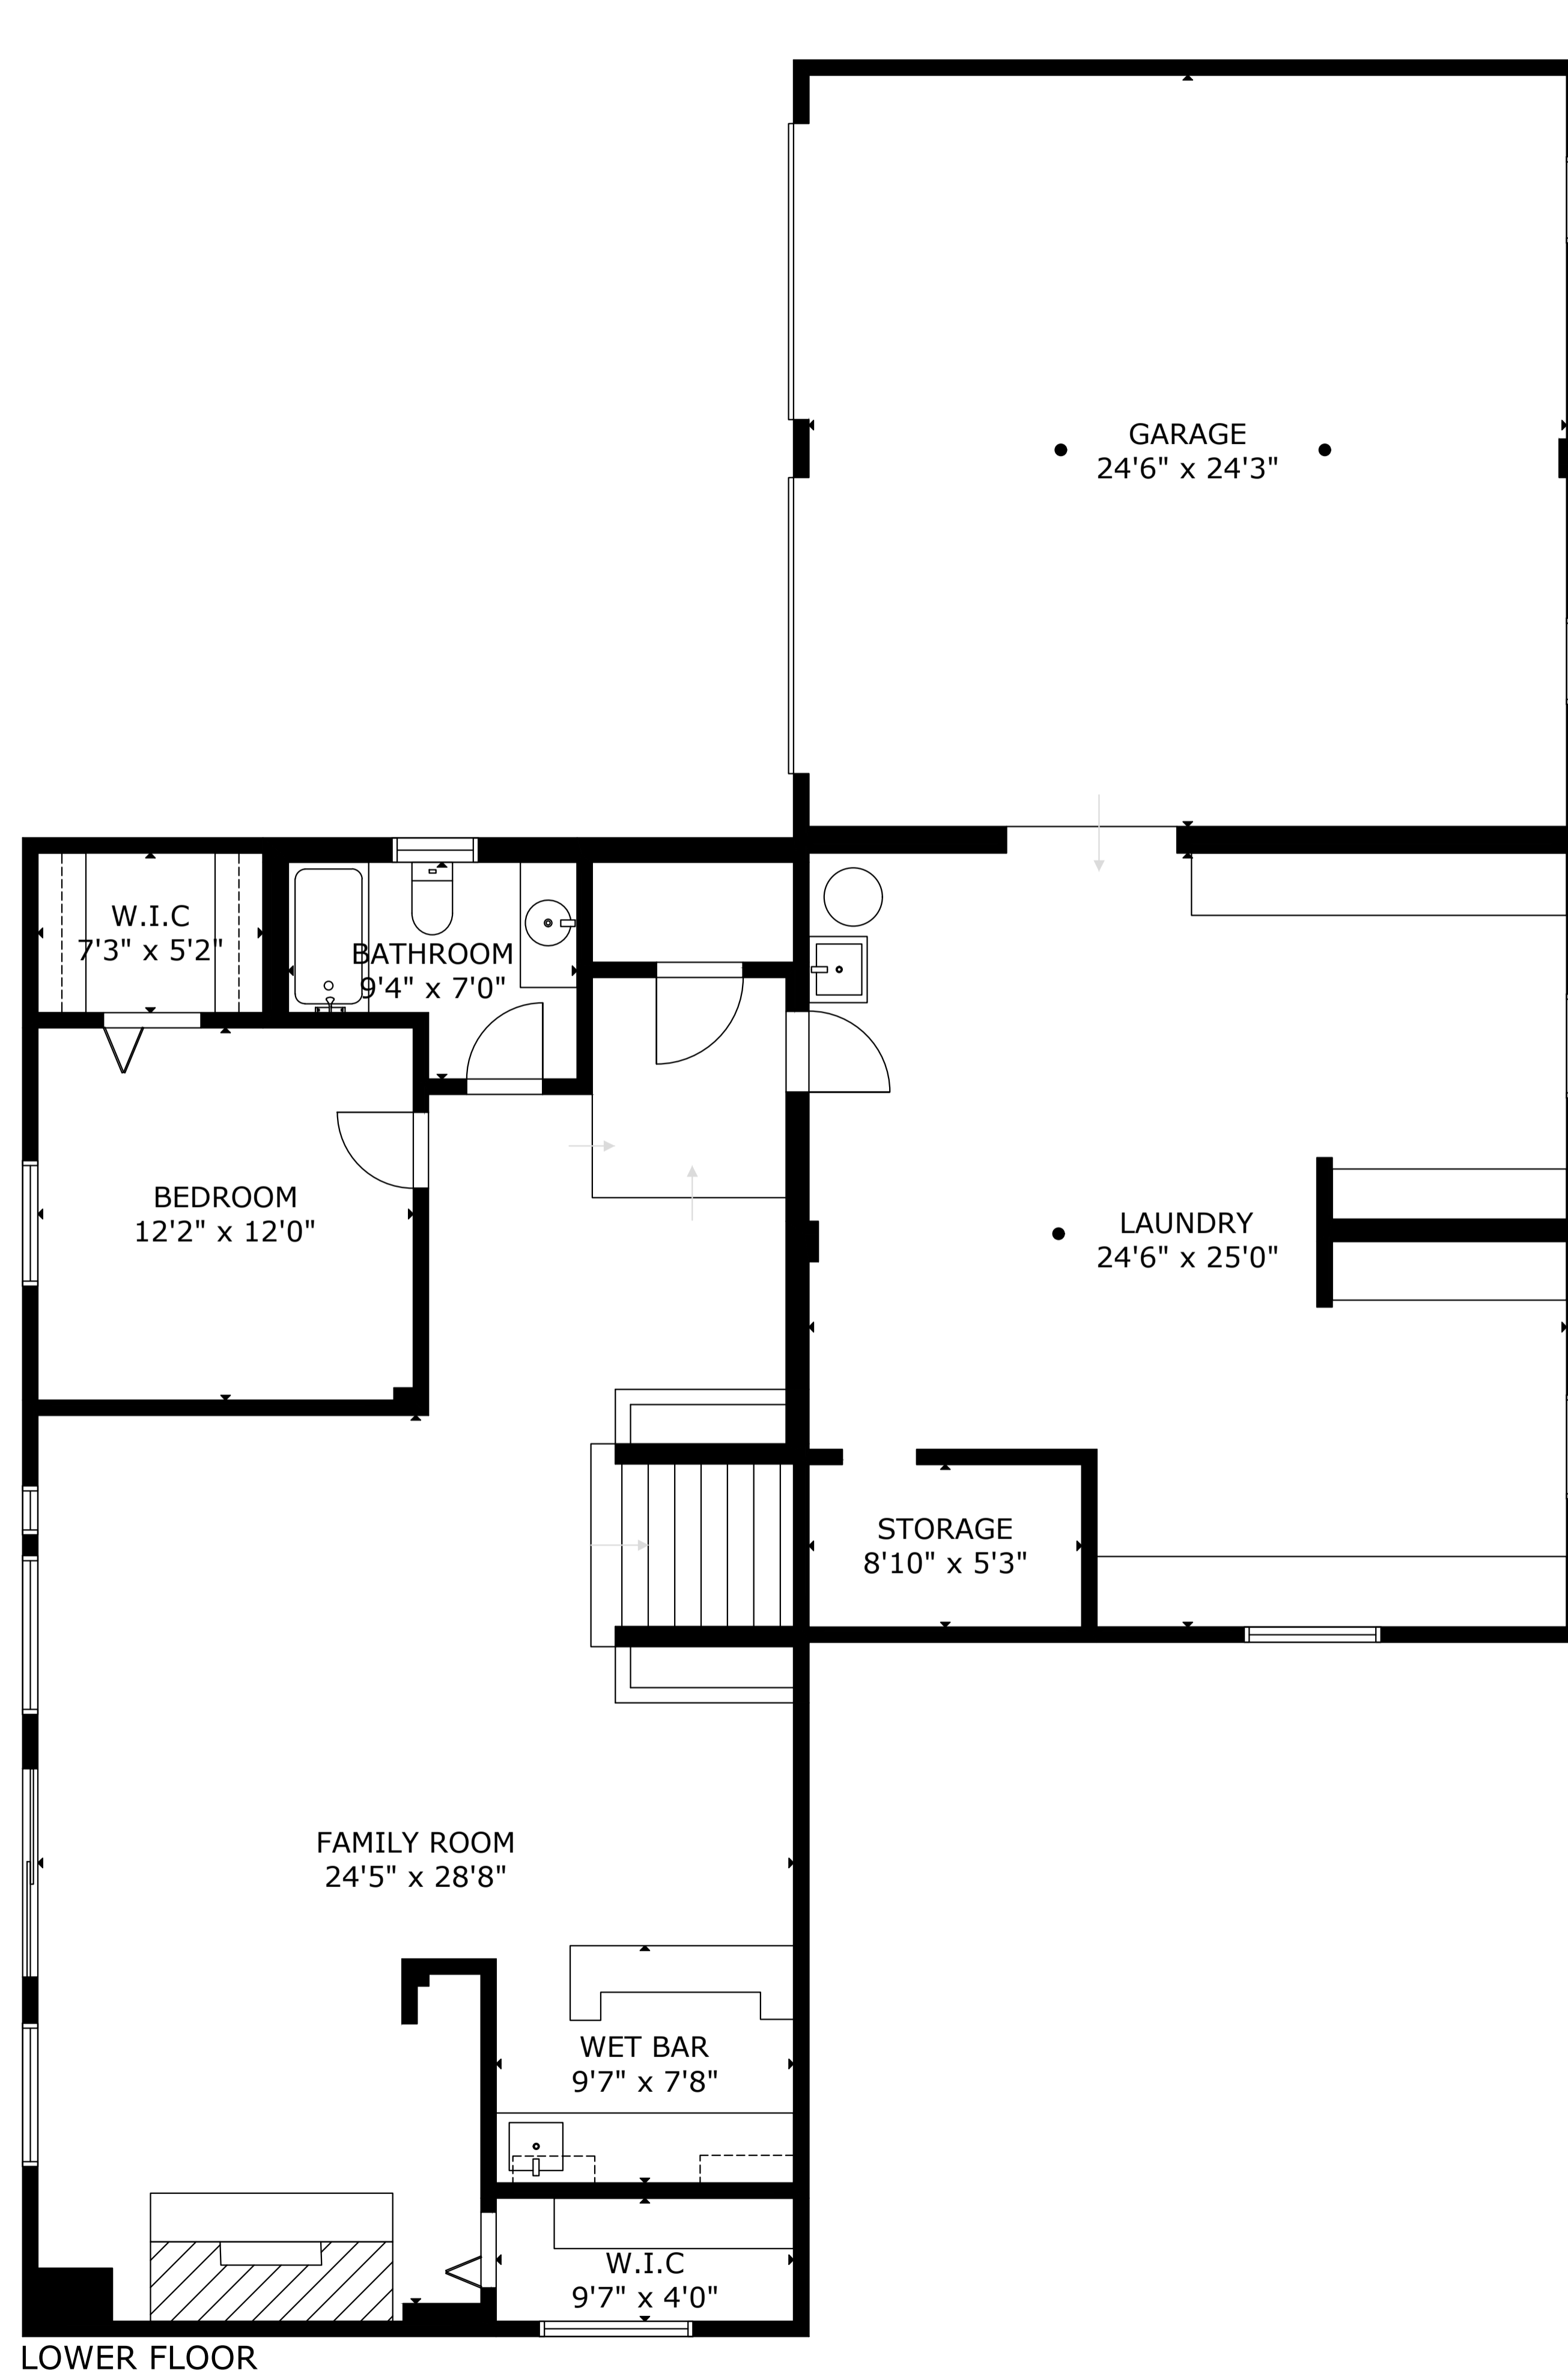 GARAGE
24'6" x 24'3"
W.I.C
7'3" x 5'2"
BATHROOM
9'4" x 7'0"
BEDROOM
12'2" x 12'0"
LAUNDRY
24'6" x 25'0"
STORAGE
8'10" x 5'3"
FAMILY ROOM
24'5" x 28'8"
WET BAR
9'7" x 7'8"
W.I.C
9'7" x 4'0"
LOWER FLOOR